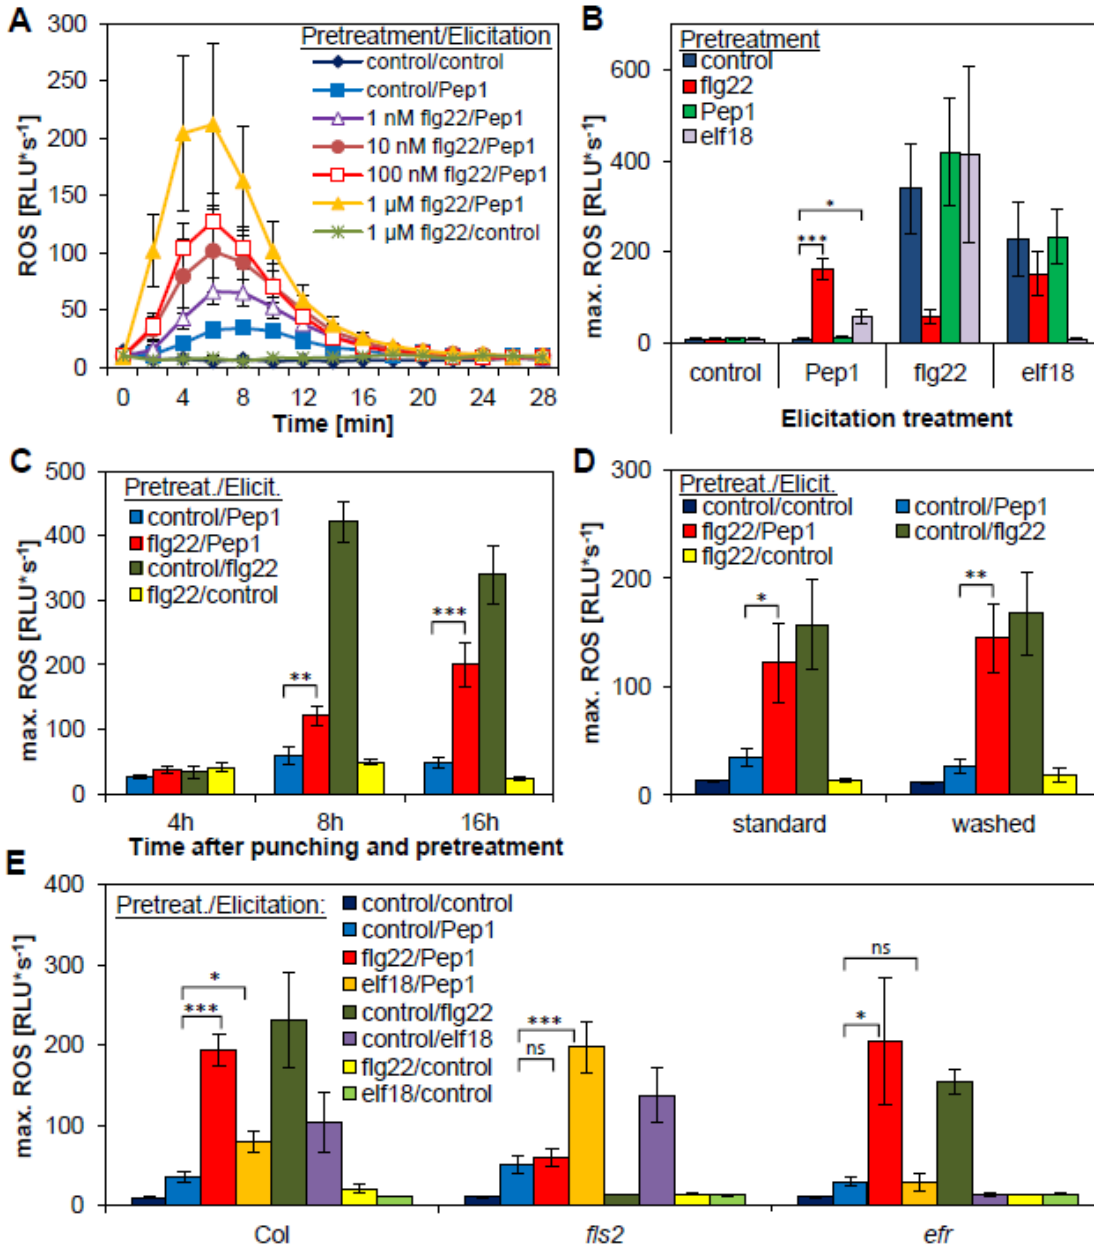 A
300
250
200
150
100
50
0
ROS [RLU*s-1]
Pretreatment/Elicitation
control/control
control/Pep1
1 nM flg22/Pep1
10 nM flg22/Pep1
100 nM flg22/Pep1
1 µM flg22/Pep1
1 µM flg22/control
0 4 8 12 16 20 24 28
Time [min]
B
600
400
200
0
max. ROS [RLU*s-1]
Pretreatment
control
flg22
Pep1
elf18
*
***
control Pep1 flg22 elf18
Elicitation treatment
C
500
400
300
200
100
0
max. ROS [RLU*s-1]
Pretreat./Elicit.
control/Pep1
flg22/Pep1
control/flg22
flg22/control
**
***
4h 8h 16h
Time after punching and pretreatment
D
300
200
100
0
max. ROS [RLU*s-1]
Pretreat./Elicit.
control/control control/Pep1
flg22/Pep1 control/flg22
flg22/control
*
**
standard washed
E
400
300
200
100
0
max. ROS [RLU*s-1]
Pretreat./Elicitation:
control/control
control/Pep1
flg22/Pep1
elf18/Pep1
control/flg22
control/elf18
flg22/control
elf18/control
*
***
***
ns
ns
*
Col fls2 efr